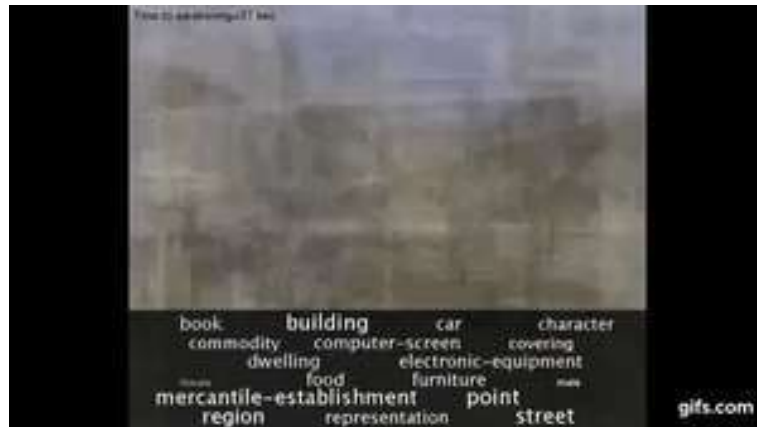 book building car character
commodity computer-screen covering
dwelling electronic-equipment
food furniture male
mercantile-establishment point
region representation street
gifs.com